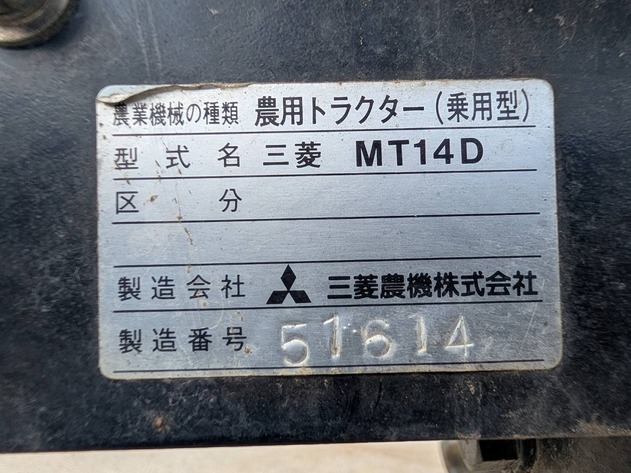 農業機械の種類 農用トラクター(乗用型)
型式名 三菱 MT14D
区分
製造会社 三菱農機株式会社
製造番号 51614